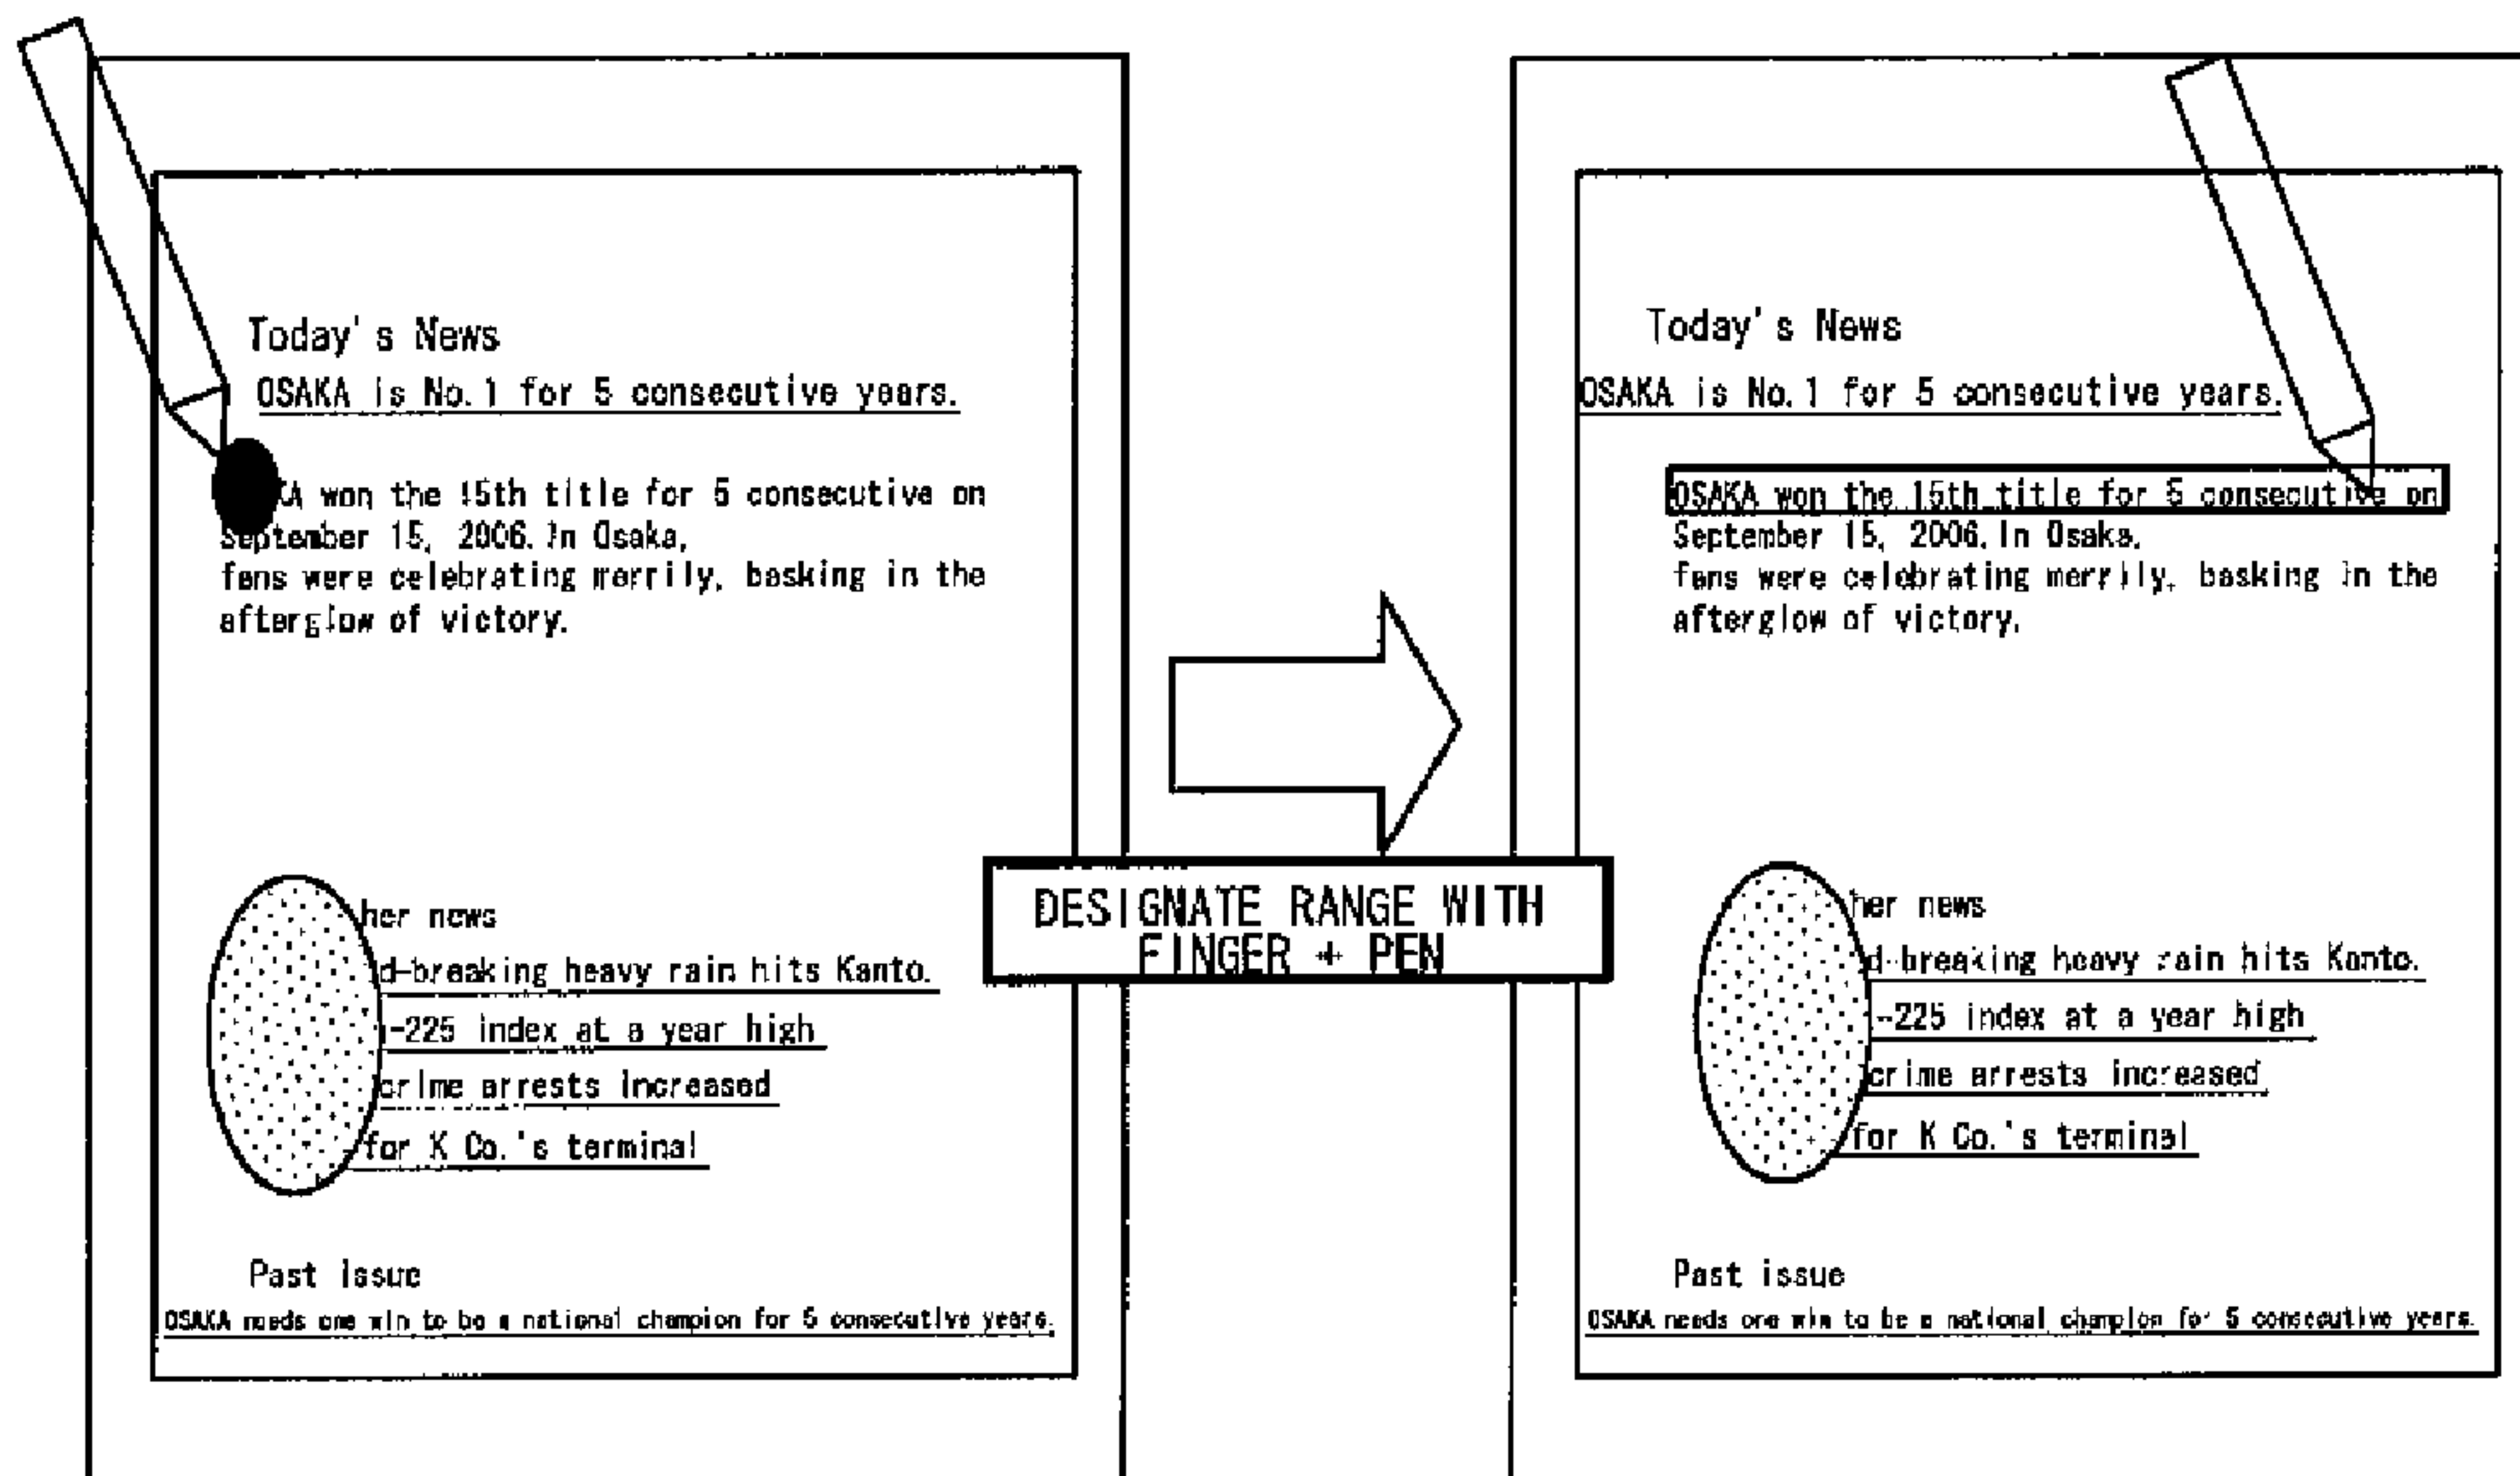 Today's News
OSAKA is No.1 for 5 consecutive years.
KA won the 15th title for 5 consecutive on
September 15, 2006. In Osaka,
fans were celebrating merrily, basking in the
afterglow of victory.
her news
d-breaking heavy rain hits Kanto.
-225 index at a year high
crime arrests increased
for K Co.'s terminal
Past issue
OSAKA needs one win to be a national champion for 5 consecutive years.
DESIGNATE RANGE WITH
FINGER + PEN
Today's News
OSAKA is No.1 for 5 consecutive years.
OSAKA won the 15th title for 5 consecutive on
September 15, 2006. In Osaka,
fans were celebrating merrily, basking in the
afterglow of victory.
her news
d-breaking heavy rain hits Kanto.
-225 index at a year high
crime arrests increased
for K Co.'s terminal
Past issue
OSAKA needs one win to be a national champion for 5 consecutive years.